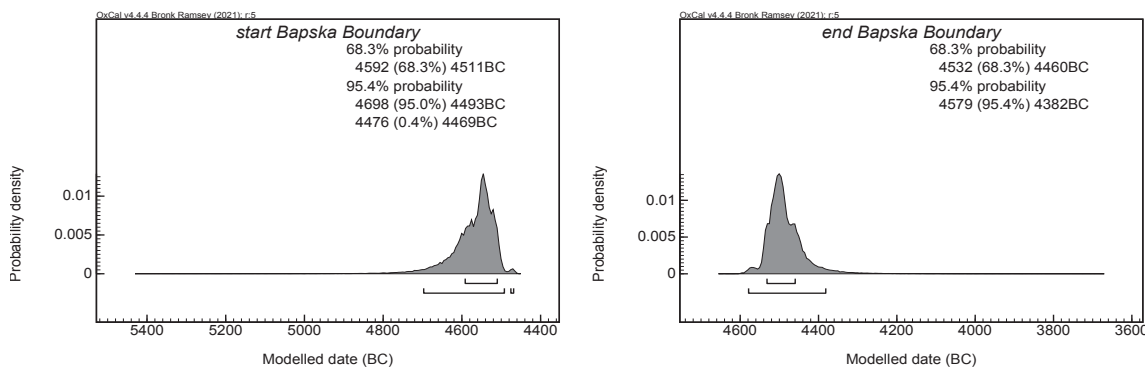 OxCal v4.4.4 Bronk Ramsey (2021); r:5
start Bapska Boundary
68.3% probability
4592 (68.3%) 4511BC
95.4% probability
4698 (95.0%) 4493BC
4476 (0.4%) 4469BC
Probability density
0.01
0.005
0
5400 5200 5000 4800 4600 4400
Modelled date (BC)
OxCal v4.4.4 Bronk Ramsey (2021); r:5
end Bapska Boundary
68.3% probability
4532 (68.3%) 4460BC
95.4% probability
4579 (95.4%) 4382BC
Probability density
0.01
0.005
0
4600 4400 4200 4000 3800 3600
Modelled date (BC)